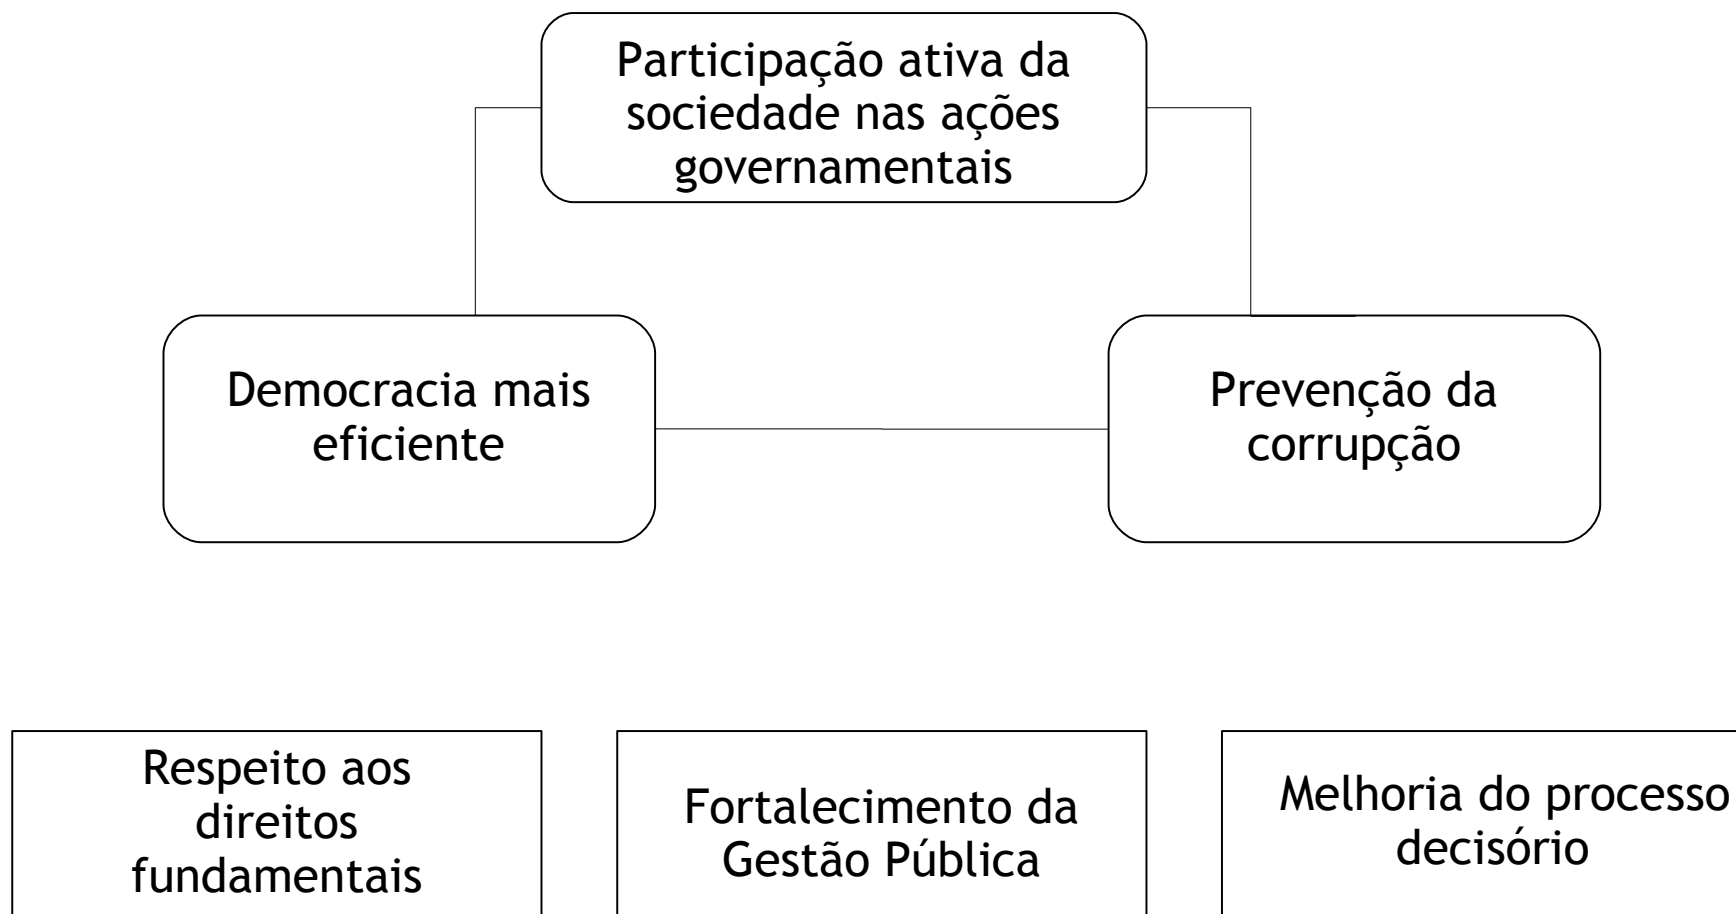 Participação ativa da
sociedade nas ações
governamentais
Democracia mais
eficiente
Prevenção da
corrupção
Respeito aos
direitos
fundamentais
Fortalecimento da
Gestão Pública
Melhoria do processo
decisório